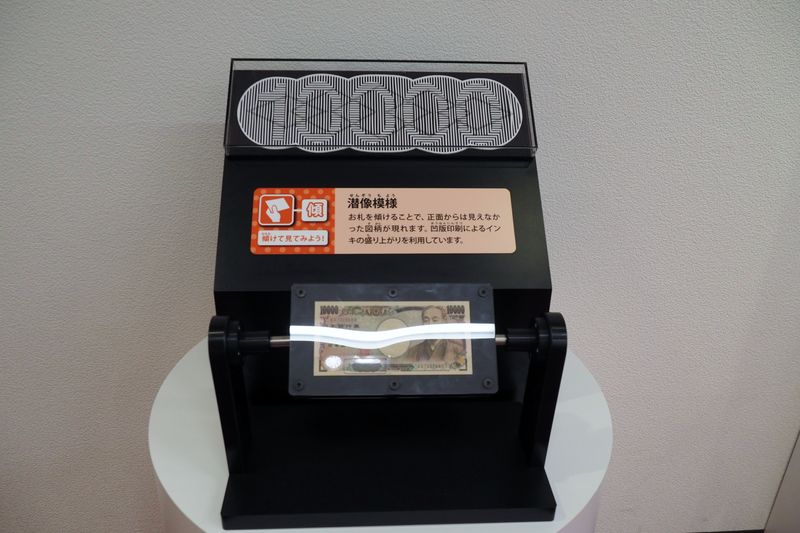 10000
傾
傾けて見てみよう!
せんぞう も よう
潜像模様
お札を傾けることで、正面からは見えなか
った図柄が現れます。凹版印刷によるイン
キの盛り上がりを利用しています。
10000 10000